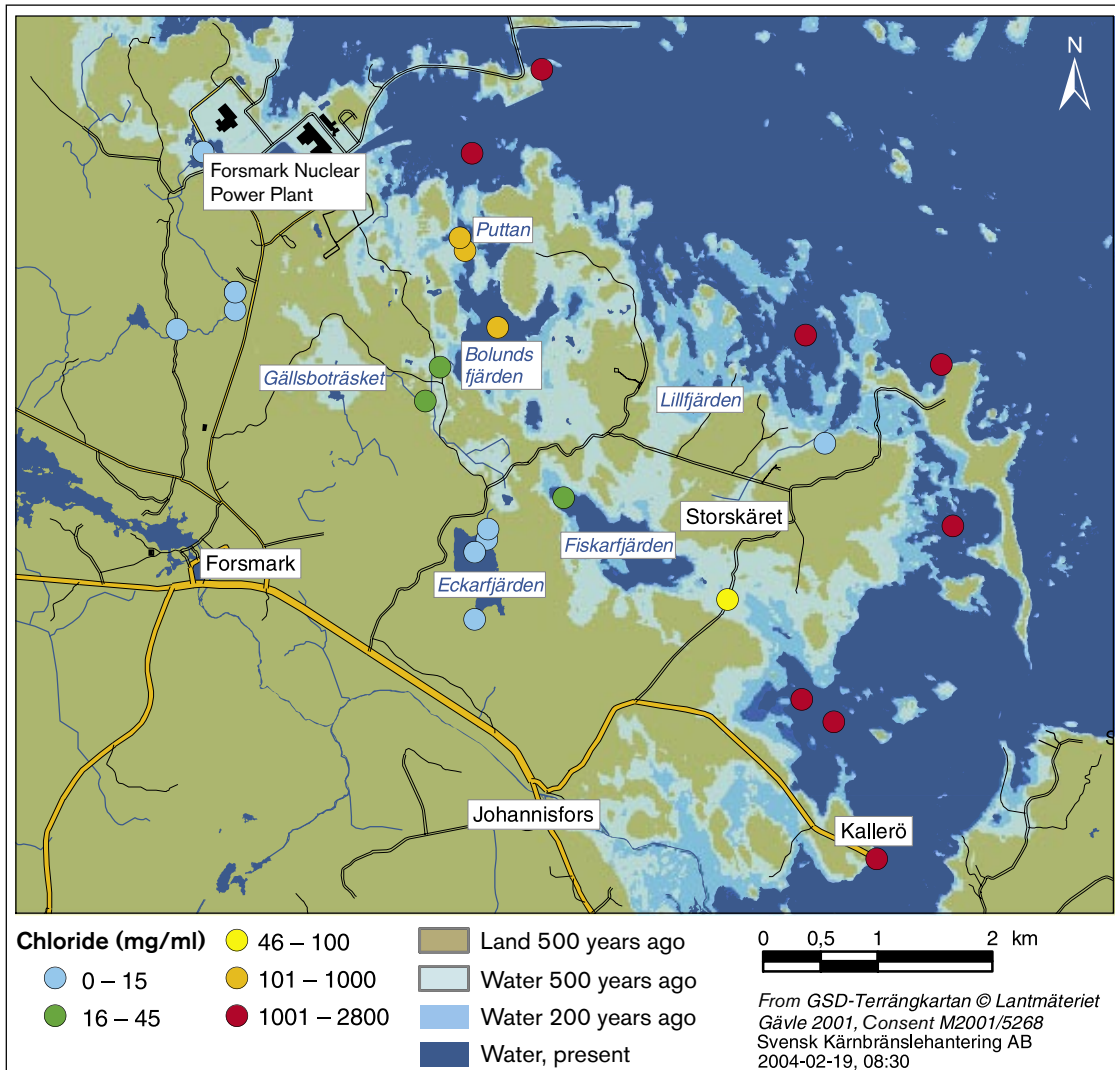 N
Forsmark Nuclear
Power Plant
Puttan
Bolunds
fjärden
Gällsboträsket
Lillfjärden
Storskäret
Fiskarfjärden
Forsmark
Eckarfjärden
S
Johannisfors
Kallerö
Chloride (mg/ml)
0 – 15
16 – 45
46 – 100
101 – 1000
1001 – 2800
Land 500 years ago
Water 500 years ago
Water 200 years ago
Water, present
0 0,5 1 2 km
From GSD-Terrängkartan © Lantmäteriet
Gävle 2001, Consent M2001/5268
Svensk Kärnbränslehantering AB
2004-02-19, 08:30